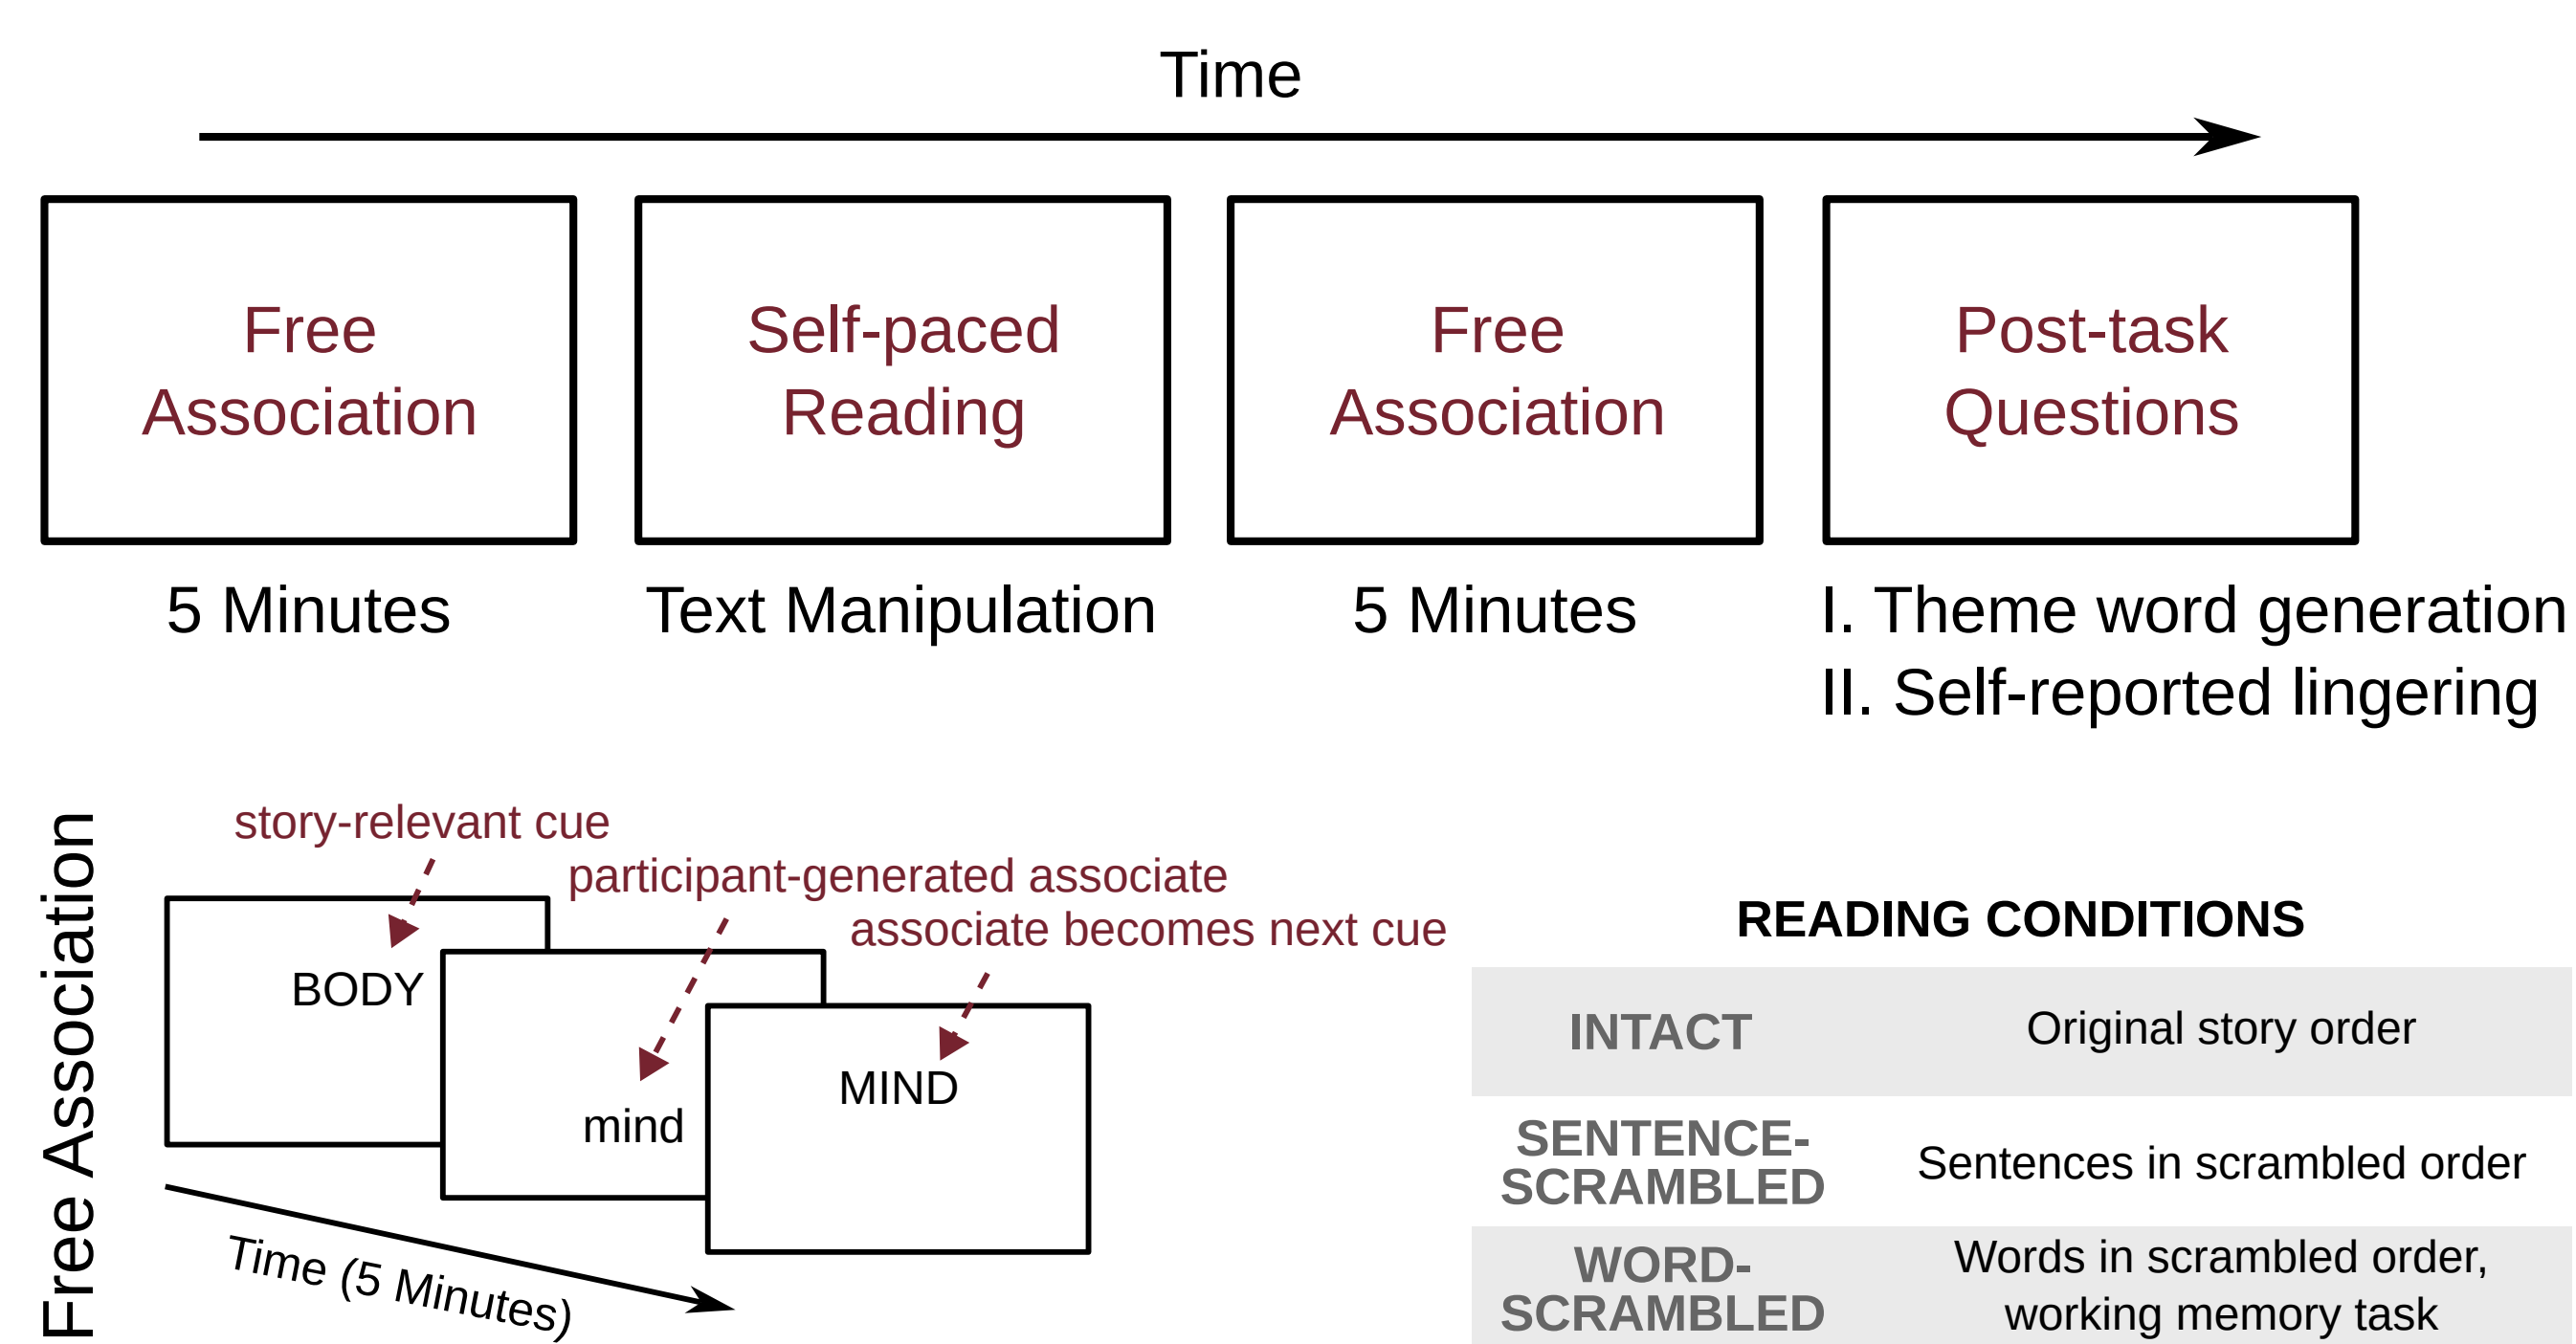 Time
Free
Association
Self-paced
Reading
Free
Association
Post-task
Questions
5 Minutes
Text Manipulation
5 Minutes
I. Theme word generation
II. Self-reported lingering
Free Association
story-relevant cue
participant-generated associate
associate becomes next cue
BODY
mind
MIND
Time (5 Minutes)
READING CONDITIONS
INTACT
Original story order
SENTENCE-
SCRAMBLED
Sentences in scrambled order
WORD-
SCRAMBLED
Words in scrambled order,
working memory task